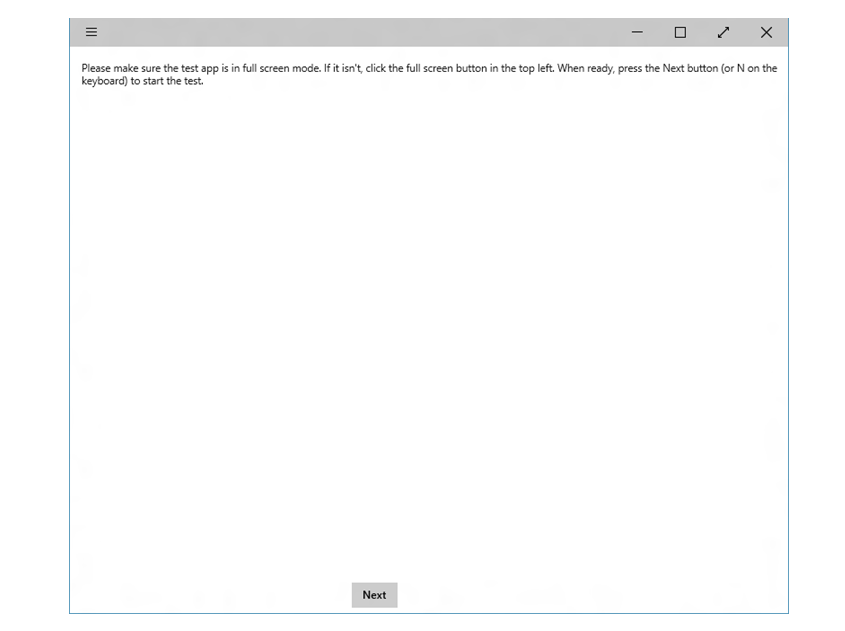 Please make sure the test app is in full screen mode. If it isn't, click the full screen button in the top left. When ready, press the Next button (or N on the
keyboard) to start the test.
Next